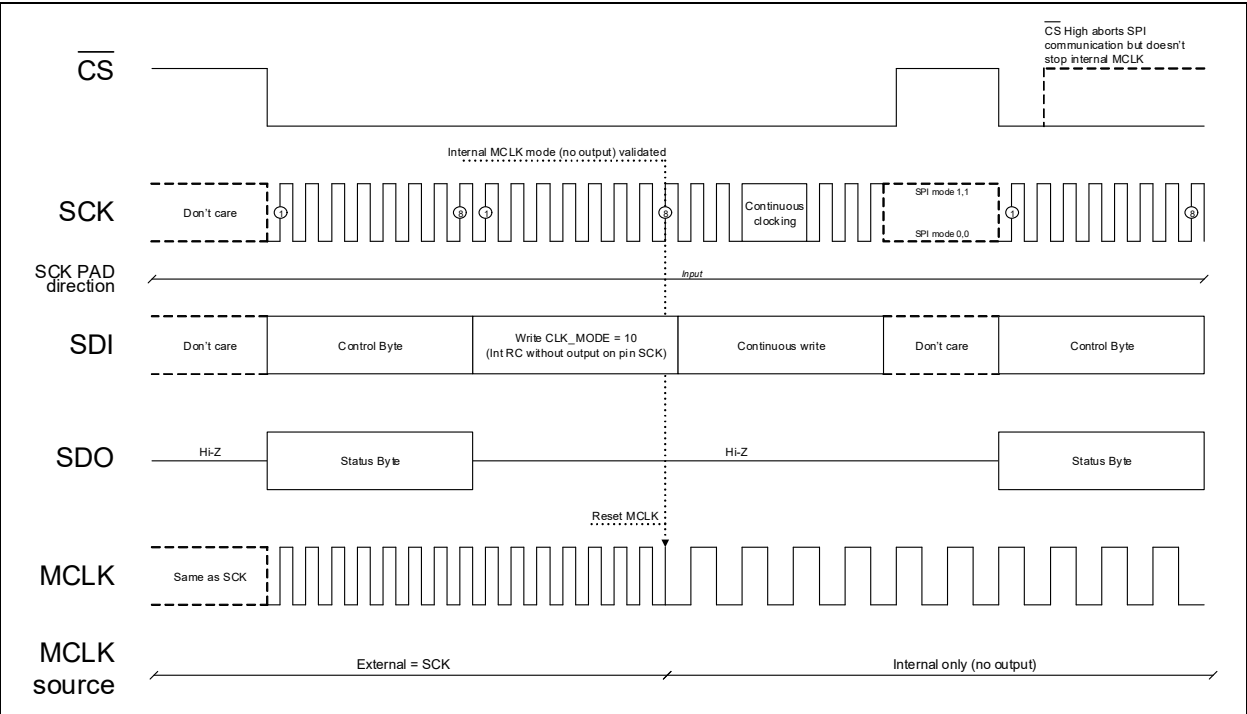 CS High aborts SPI
communication but doesn't
stop internal MCLK
CS
Internal MCLK mode (no output) validated
SCK
Don't care
1
8
1
8
Continuous
clocking
SPI mode 1,1
SPI mode 0,0
1
8
SCK PAD
direction
Input
SDI
Don't care
Control Byte
Write CLK_MODE = 10
(Int RC without output on pin SCK)
Continuous write
Don't care
Control Byte
SDO
Hi-Z
Status Byte
Hi-Z
Status Byte
Reset MCLK
MCLK
Same as SCK
MCLK
source
External = SCK
Internal only (no output)